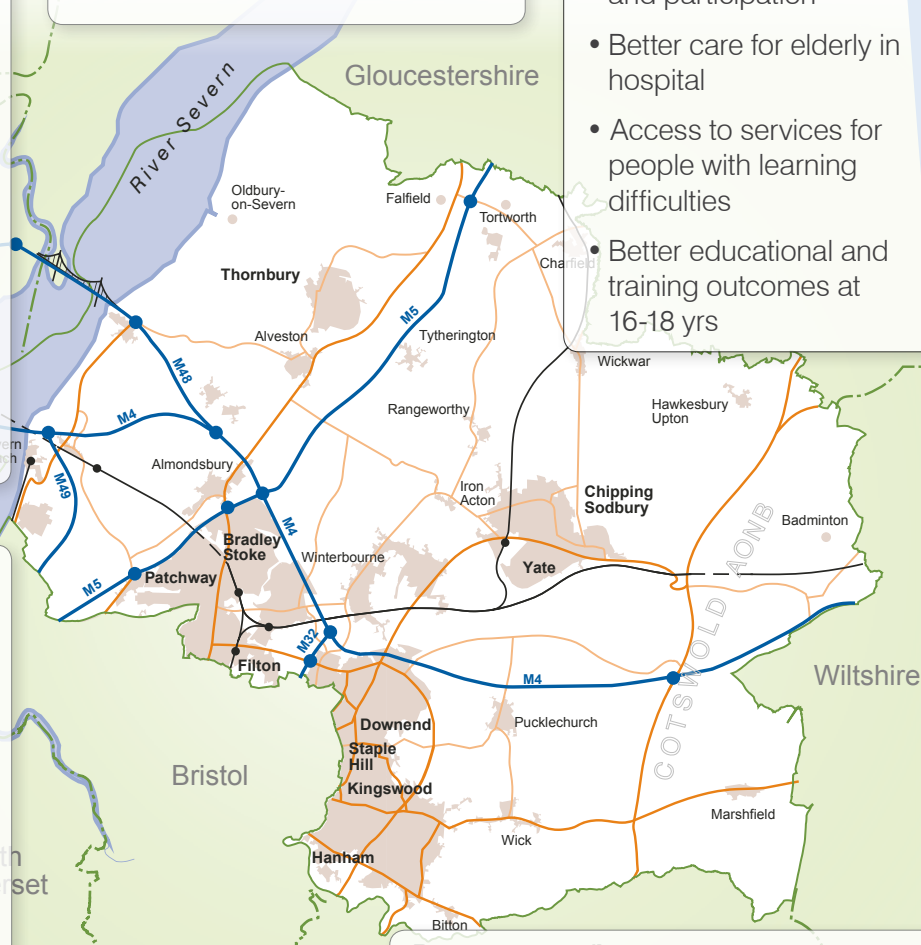 and participation
• Better care for elderly in
hospital
• Access to services for
people with learning
difficulties
• Better educational and
training outcomes at
16-18 yrs
Gloucestershire
River Severn
Oldbury-
on-Severn
Falfield
Tortworth
Charfield
Thornbury
M5
Alveston
Tytherington
Wickwar
M48
Hawkesbury
Upton
Rangeworthy
M4
Almondsbury
M49
Iron
Acton
Chipping
Sodbury
M4
Badminton
Bradley
Stoke
Winterbourne
Yate
Patchway
M5
COTSWOLD AONB
M32
Filton
M4
Wiltshire
Pucklechurch
Downend
Staple
Hill
Bristol
Kingswood
Marshfield
Wick
Hanham
Bitton